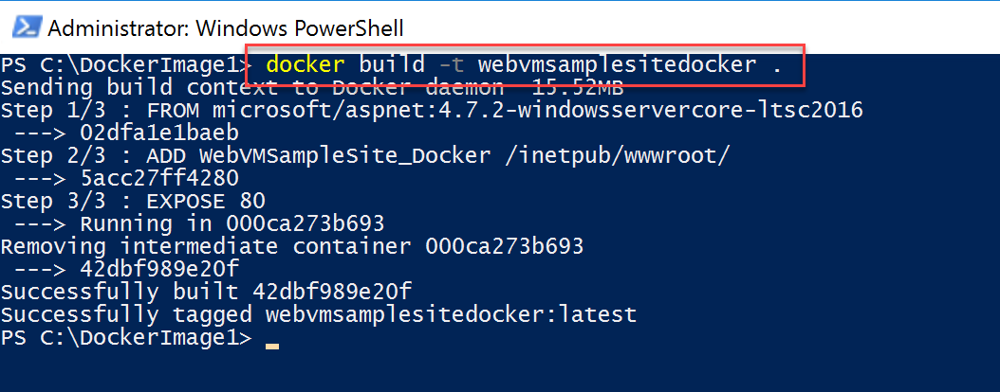 Administrator: Windows PowerShell
PS C:\DockerImage1> docker build -t webvmsamplesitedocker .
Sending build context to Docker daemon  15.52MB
Step 1/3 : FROM microsoft/aspnet:4.7.2-windowsservercore-ltsc2016
 ---> 02dfa1e1baeb
Step 2/3 : ADD WebVMSampleSite_Docker /inetpub/wwwroot/
 ---> 5acc27ff4280
Step 3/3 : EXPOSE 80
 ---> Running in 000ca273b693
Removing intermediate container 000ca273b693
 ---> 42dbf989e20f
Successfully built 42dbf989e20f
Successfully tagged webvmsamplesitedocker:latest
PS C:\DockerImage1>